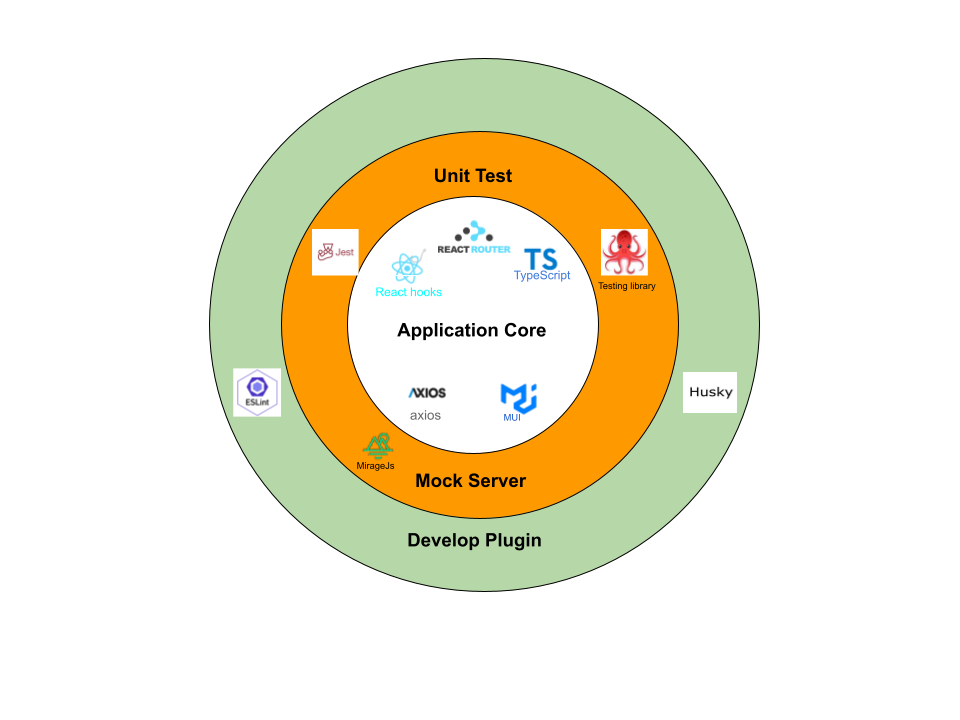 Unit Test
REACT ROUTER
Jest
TS
TypeScript
React hooks
Testing library
Application Core
ESLint
AXIOS
axios
MUI
Husky
MirageJs
Mock Server
Develop Plugin